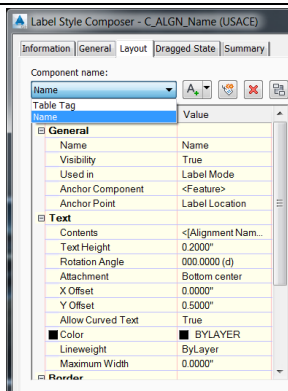 Label Style Composer - C_ALGN_Name (USACE)
Information General Layout Dragged State Summary
Component name:
Name
Table Tag
Name
Value
General
Name Name
Visibility True
Used in Label Mode
Anchor Component <Feature>
Anchor Point Label Location
Text
Contents <[Alignment Nam...
Text Height 0.2000"
Rotation Angle 000.0000 (d)
Attachment Bottom center
X Offset 0.0000"
Y Offset 0.5000"
Allow Curved Text True
Color BYLAYER
Lineweight ByLayer
Maximum Width 0.0000"
Border